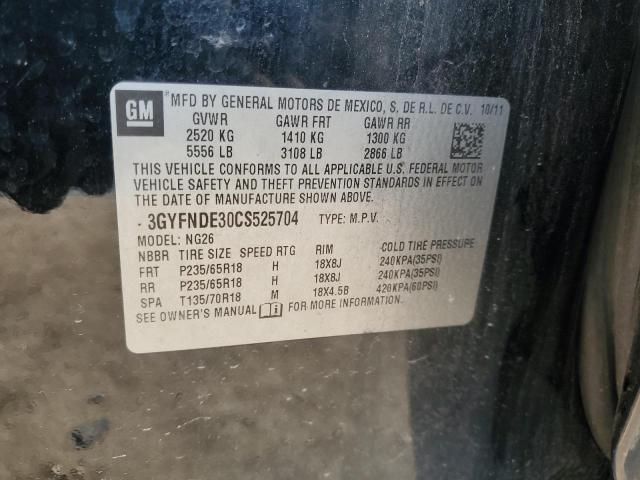 GM ® MFD BY GENERAL MOTORS DE MEXICO, S. DE R.L. DE C.V. 10/11
GVWR GAWR FRT GAWR RR
2520 KG 1410 KG 1300 KG
5556 LB 3108 LB 2866 LB
THIS VEHICLE CONFORMS TO ALL APPLICABLE U.S. FEDERAL MOTOR
VEHICLE SAFETY AND THEFT PREVENTION STANDARDS IN EFFECT ON
THE DATE OF MANUFACTURE SHOWN ABOVE.
3GYFNDE30CS525704 TYPE: M.P.V.
MODEL: NG26
NBBR TIRE SIZE SPEED RTG RIM COLD TIRE PRESSURE
FRT P235/65R18 H 18X8J 240KPA(35PSI)
RR P235/65R18 H 18X8J 240KPA(35PSI)
SPA T135/70R18 M 18X4.5B 420KPA(60PSI)
SEE OWNER'S MANUAL FOR MORE INFORMATION.